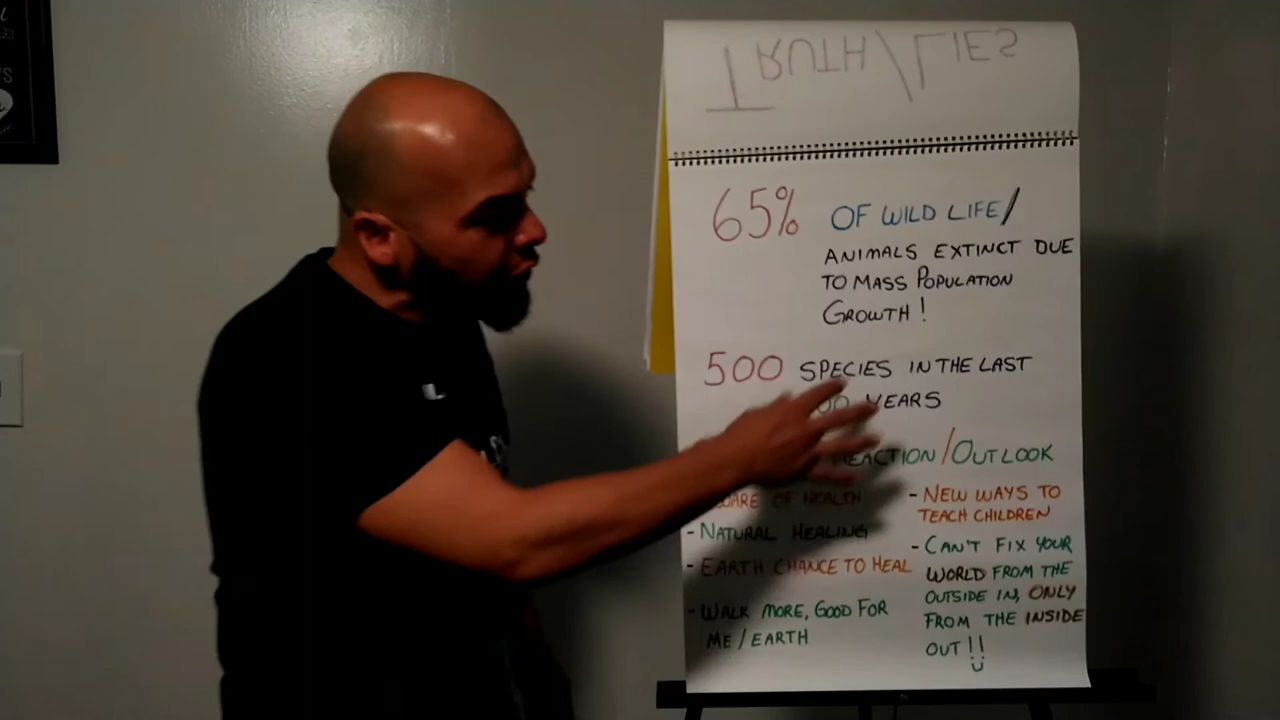 TRUTH/LIES
65% OF WILD LIFE/
ANIMALS EXTINCT DUE
TO MASS POPULATION
GROWTH!
500 SPECIES IN THE LAST
YEARS
REACTION/OUTLOOK
AWARE OF HEALTH
- NATURAL HEALING
- EARTH CHANCE TO HEAL
- WALK MORE, GOOD FOR
ME/EARTH
- NEW WAYS TO
TEACH CHILDREN
- CAN'T FIX YOUR
WORLD FROM THE
OUTSIDE IN, ONLY
FROM THE INSIDE
OUT!!